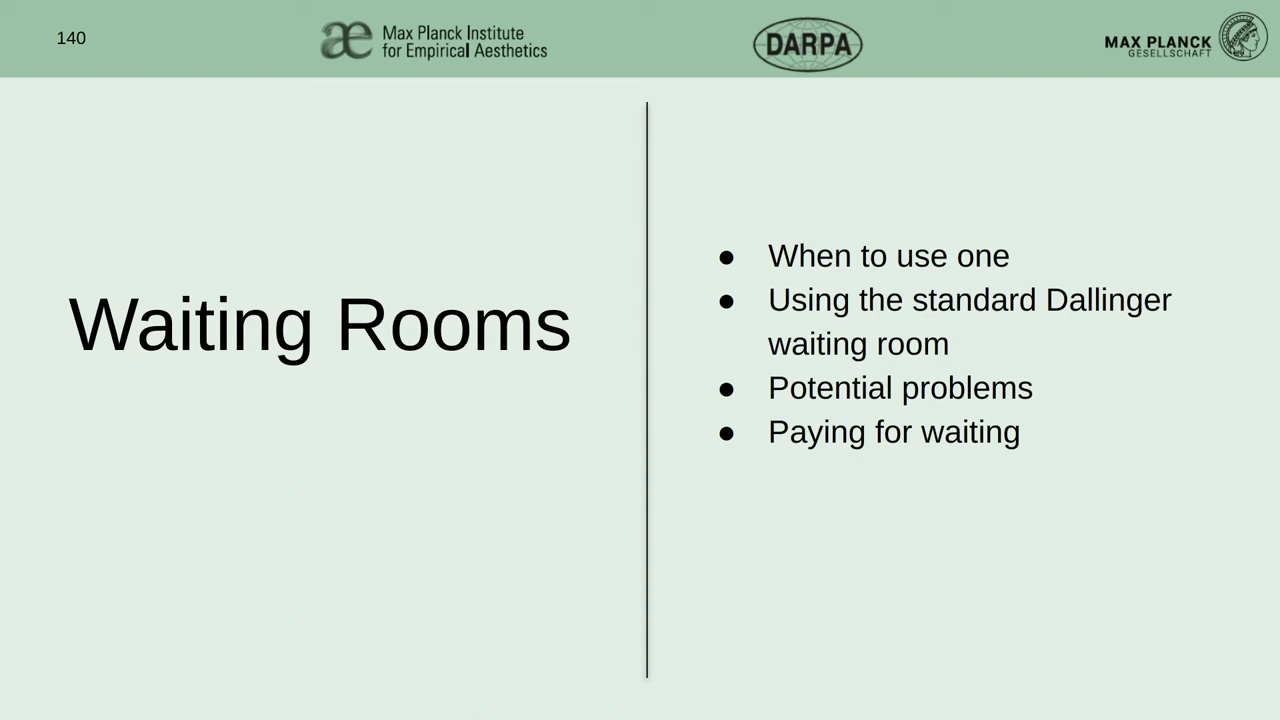 140
æ Max Planck Institute
for Empirical Aesthetics
DARPA
MAX PLANCK
GESELLSCHAFT
Waiting Rooms
● When to use one
● Using the standard Dallinger
waiting room
● Potential problems
● Paying for waiting